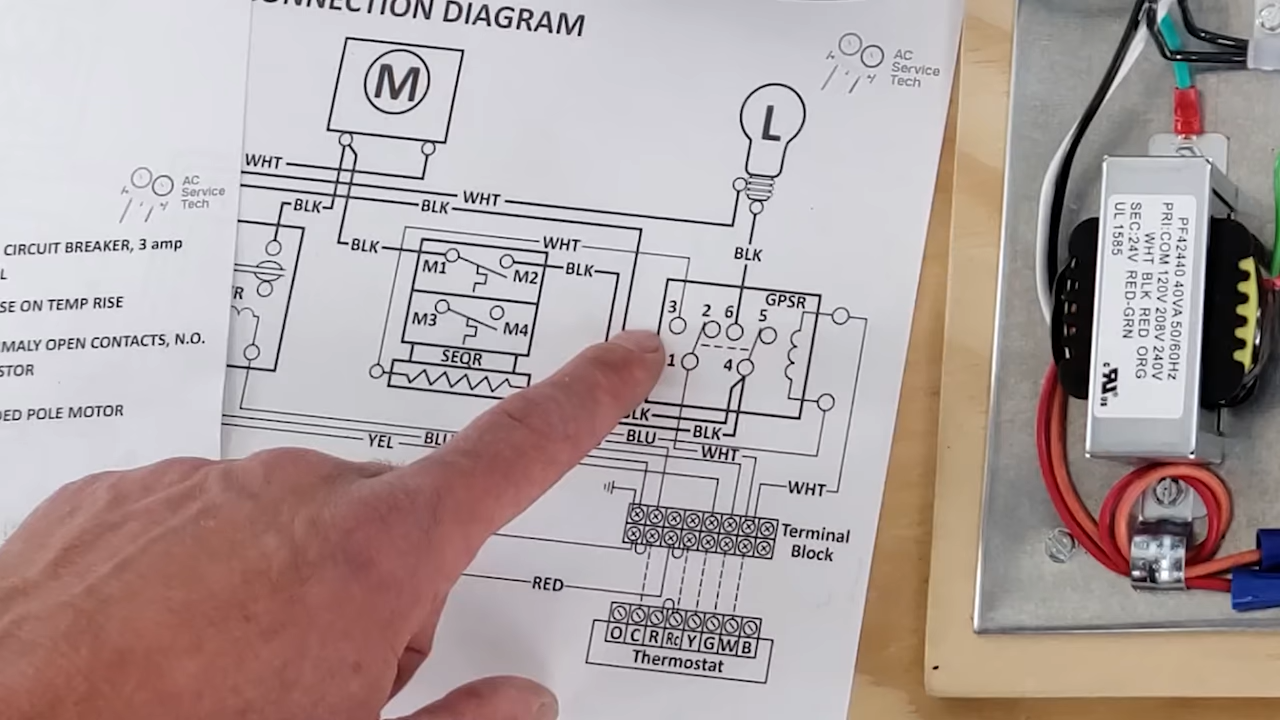 CONNECTION DIAGRAM
M
L
AC
Service
Tech
AC
Service
Tech
CIRCUIT BREAKER, 3 amp
SE ON TEMP RISE
MALY OPEN CONTACTS, N.O.
STOR
DED POLE MOTOR
WHT
WHT
BLK
BLK
BLK
WHT
BLK
BLK
M1
M2
M3
M4
SEQR
R
GPSR
3
2
6
5
1
4
BLK
BLK
BLU
WHT
YEL
BLU
WHT
RED
Terminal
Block
O C R Rc Y G W B
Thermostat
PF42440 40VA 50/60Hz
PRI:COM 120V 208V 240V
WHT BLK RED ORG
SEC:24V RED-GRN
UL 1585
c UL us